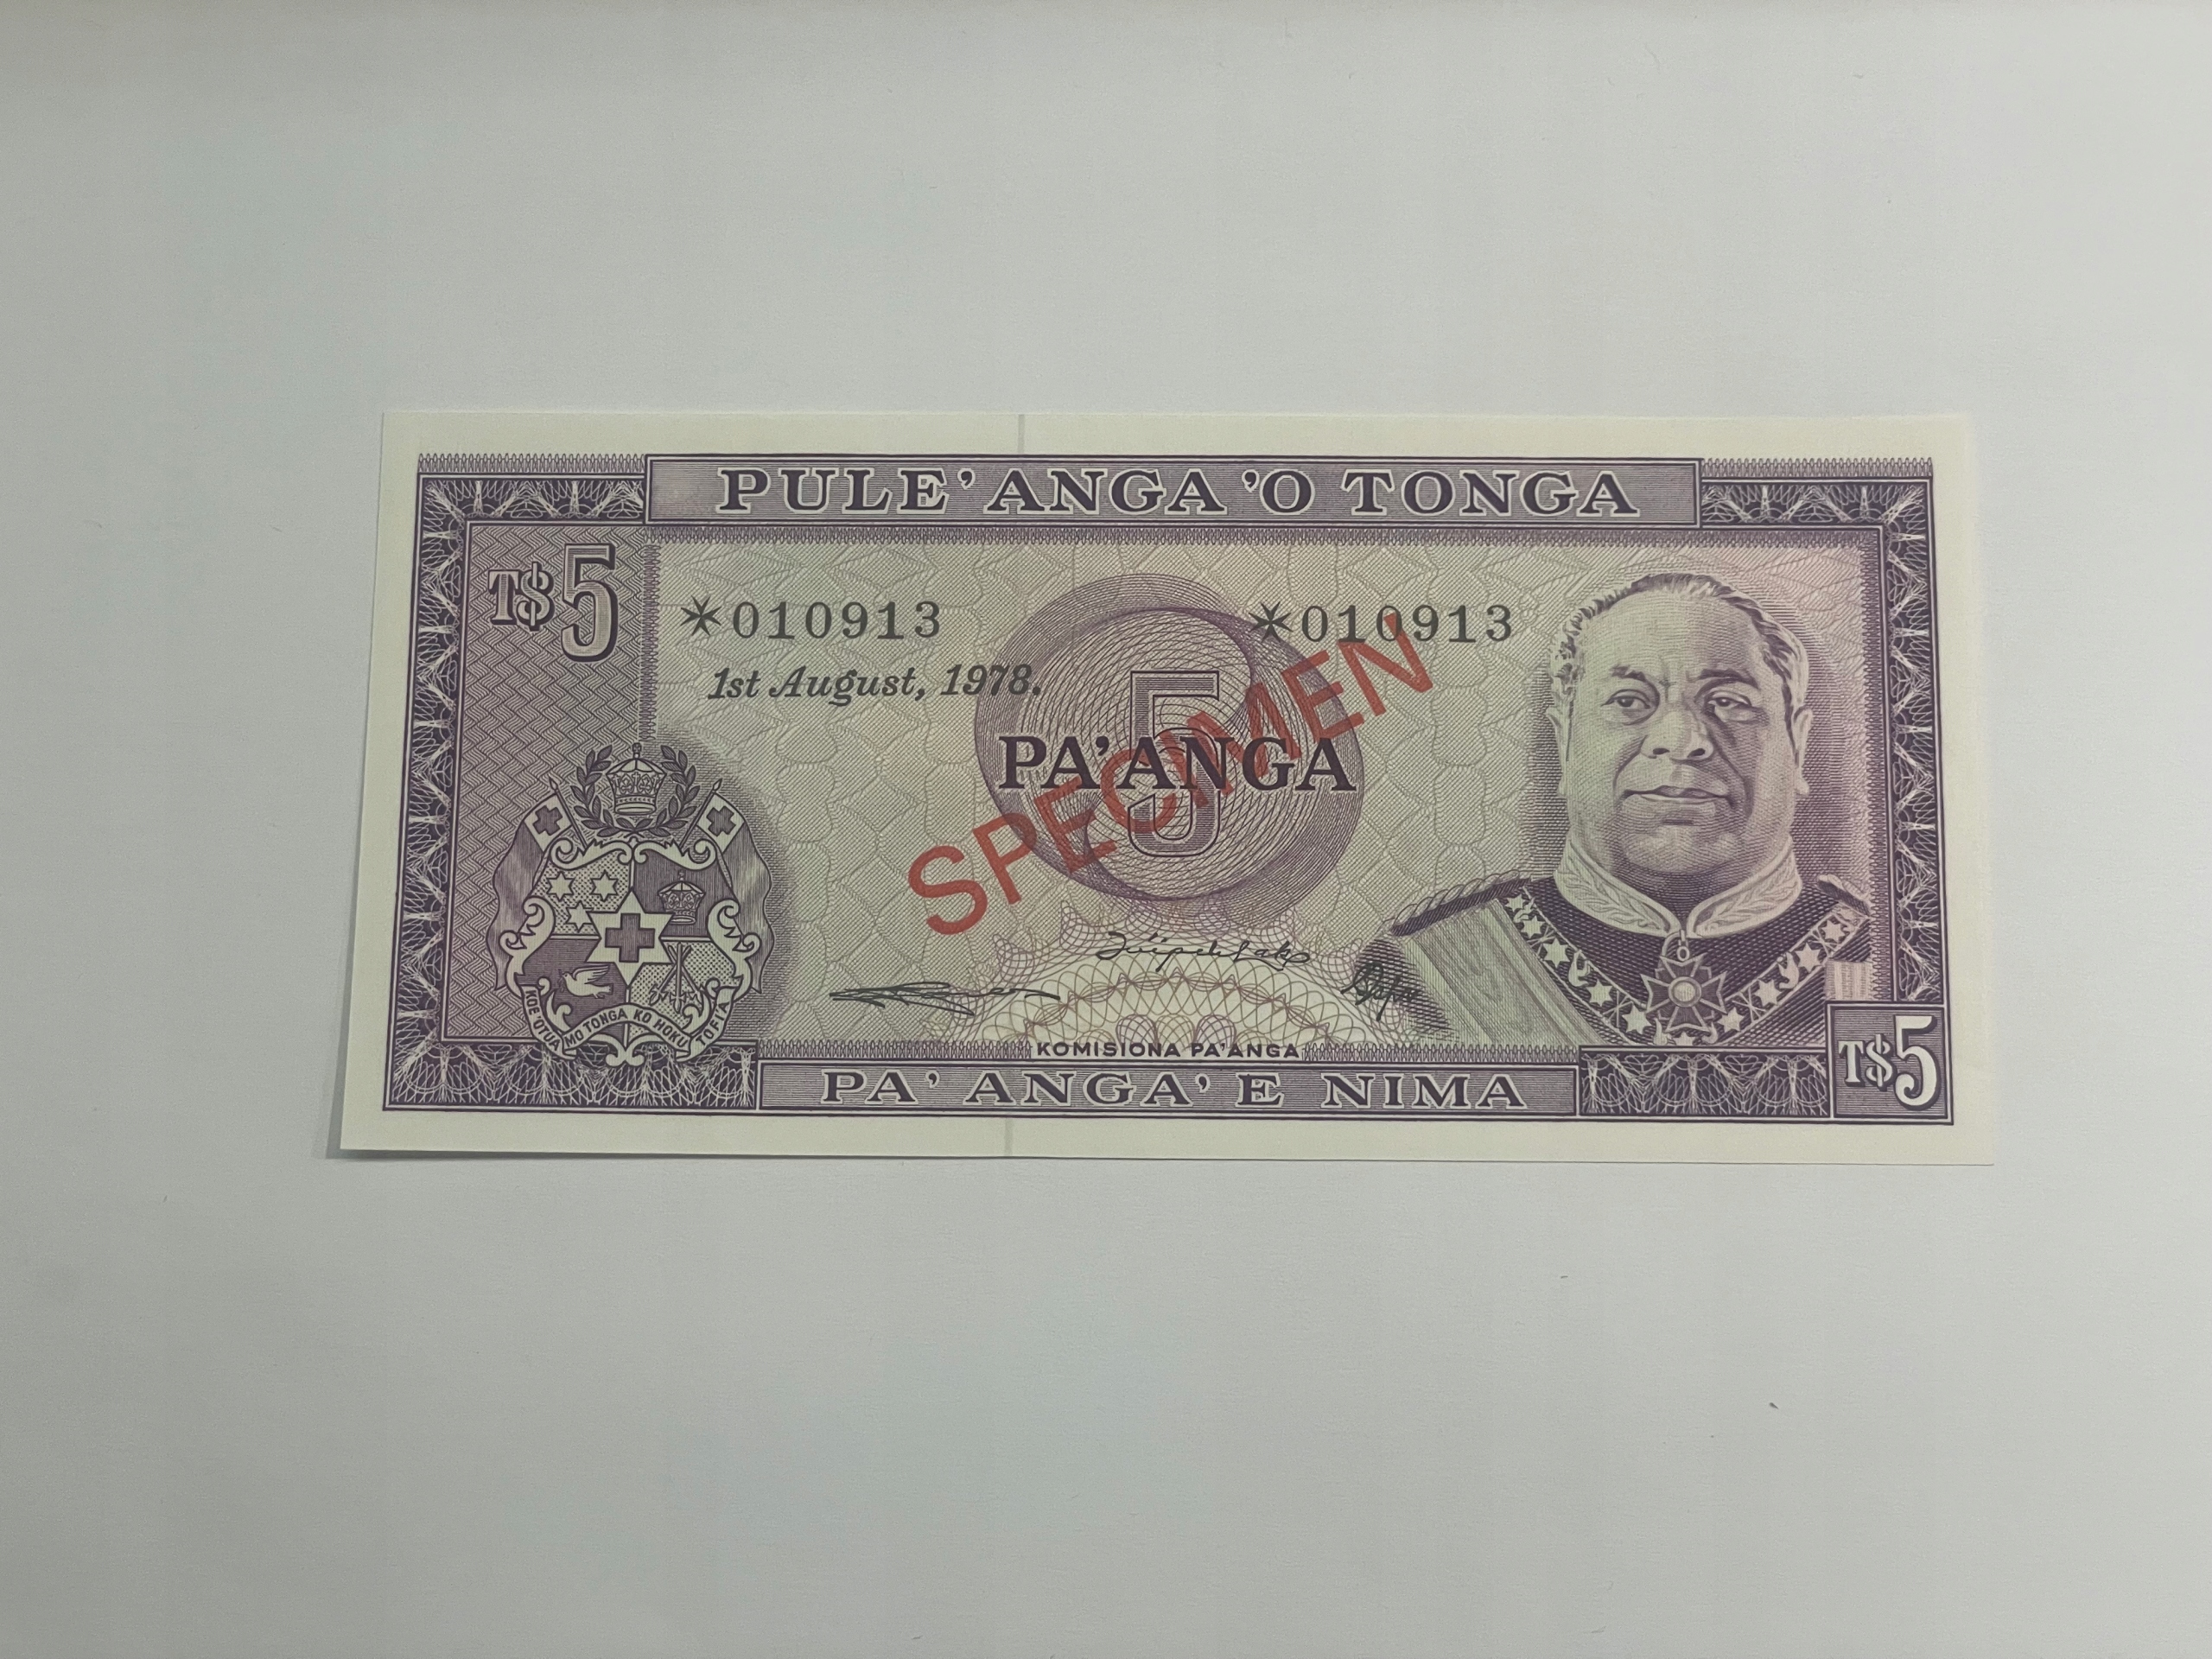 PULE'ANGA 'O TONGA
T$5
*010913
*010913
1st August, 1978.
5
PA'ANGA
SPECIMEN
KOE 'OTUA MO TONGA KO HOKU TOFI'A
KOMISIONA PA'ANGA
PA'ANGA 'E NIMA
T$5